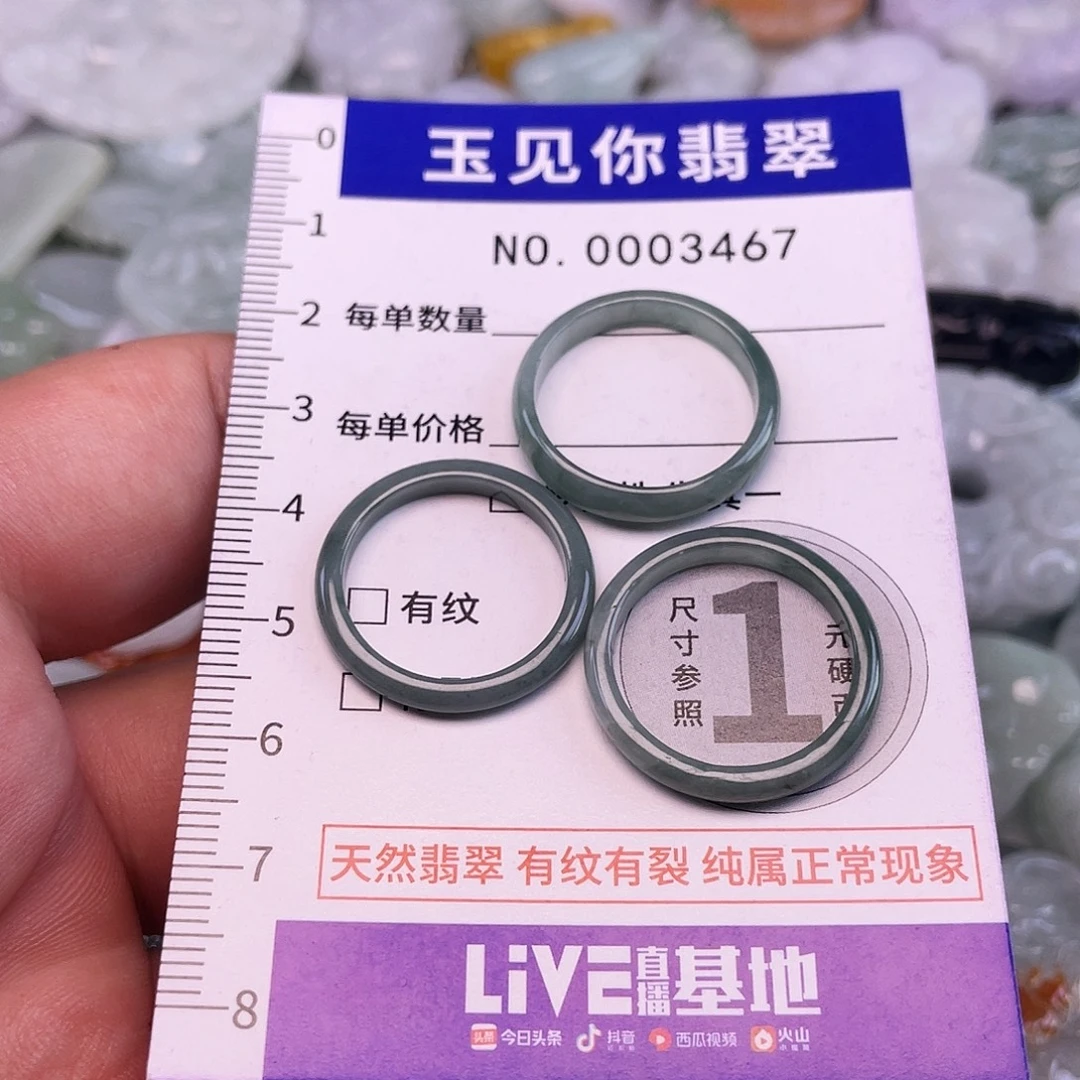 玉见你翡翠
NO. 0003467
0
1
2
3
4
5
6
7
8
每单数量
每单价格
有纹
尺寸参照
1
元硬
天然翡翠 有纹有裂 纯属正常现象
LiVE直播基地
头条 今日头条 抖音 西瓜视频 火山